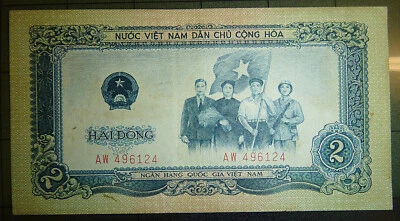 NƯỚC VIỆT NAM DÂN CHỦ CỘNG HÒA
HAI ĐỒNG
AW 496124
AW 496124
2
2
NGÂN HÀNG QUỐC GIA VIỆT NAM